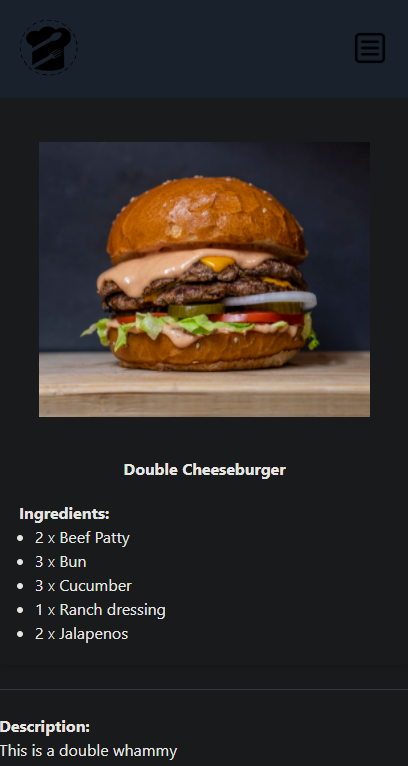 Double Cheeseburger
Ingredients:
2 x Beef Patty
3 x Bun
3 x Cucumber
1 x Ranch dressing
2 x Jalapenos
Description:
This is a double whammy